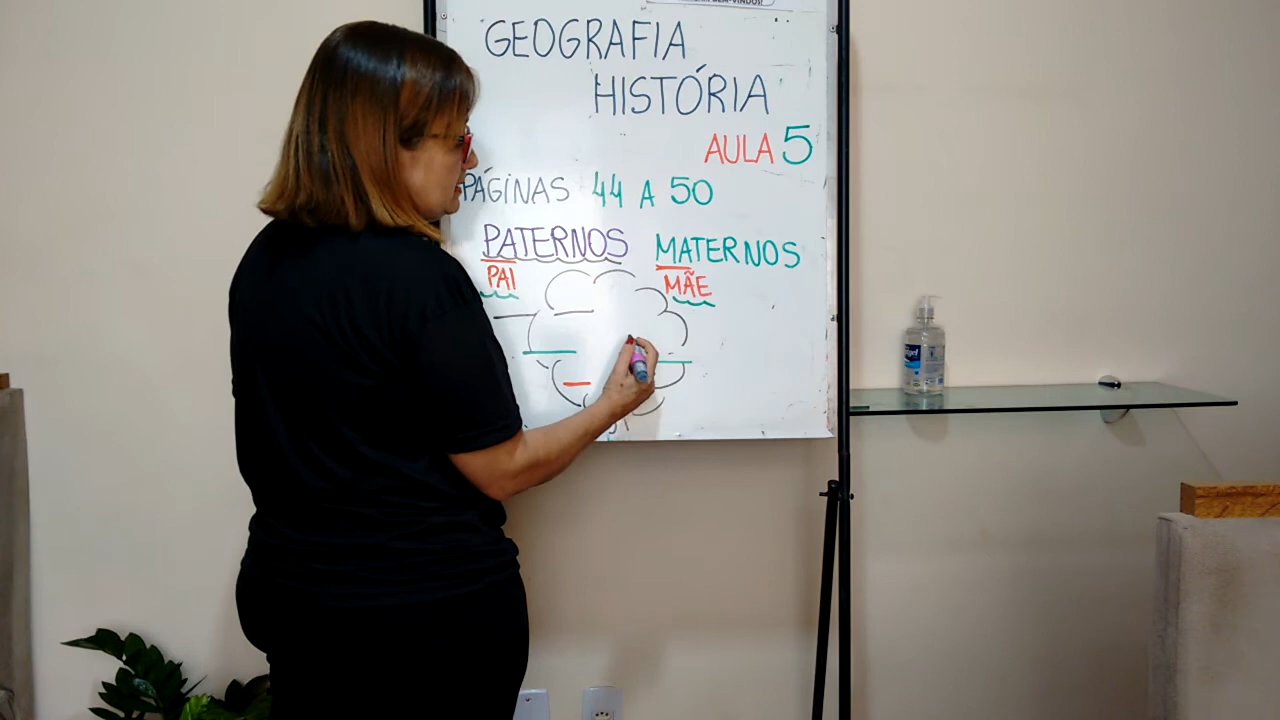 GEOGRAFIA
HISTÓRIA
AULA 5
PÁGINAS 44 A 50
PATERNOS MATERNOS
PAI MÃE